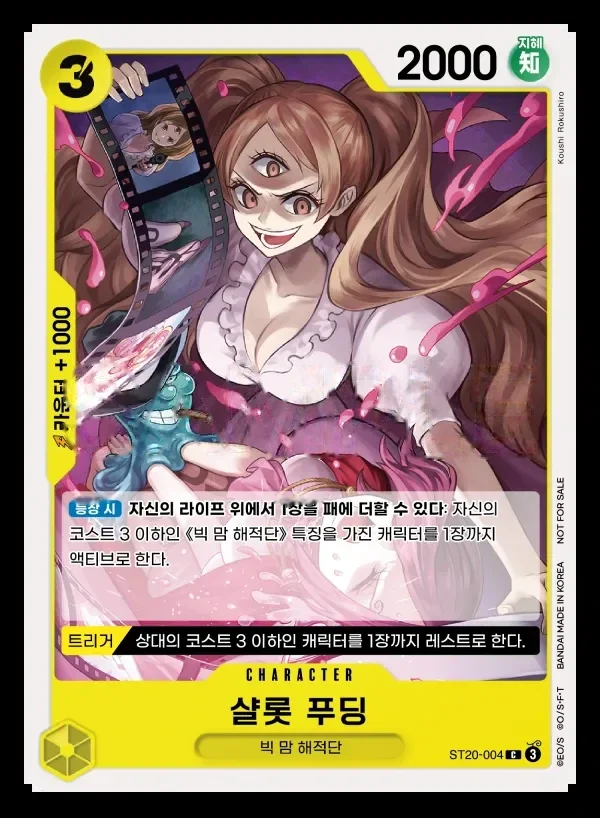 3
2000
지혜
知
Koushi Rokushiro
카운터 +1000
등장 시 자신의 라이프 위에서 1장을 패에 더할 수 있다: 자신의
코스트 3 이하인 《빅 맘 해적단》 특징을 가진 캐릭터를 1장까지
액티브로 한다.
트리거 상대의 코스트 3 이하인 캐릭터를 1장까지 레스트로 한다.
CHARACTER
샬롯 푸딩
빅 맘 해적단
ST20-004 C 3
©EO/S ©O/S·F·T BANDAI MADE IN KOREA NOT FOR SALE